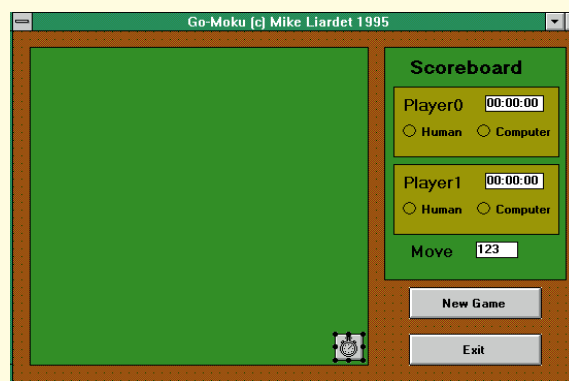 Go-Moku (c) Mike Liardet 1995
Scoreboard
Player0 00:00:00
Human Computer
Player1 00:00:00
Human Computer
Move 123
New Game
Exit